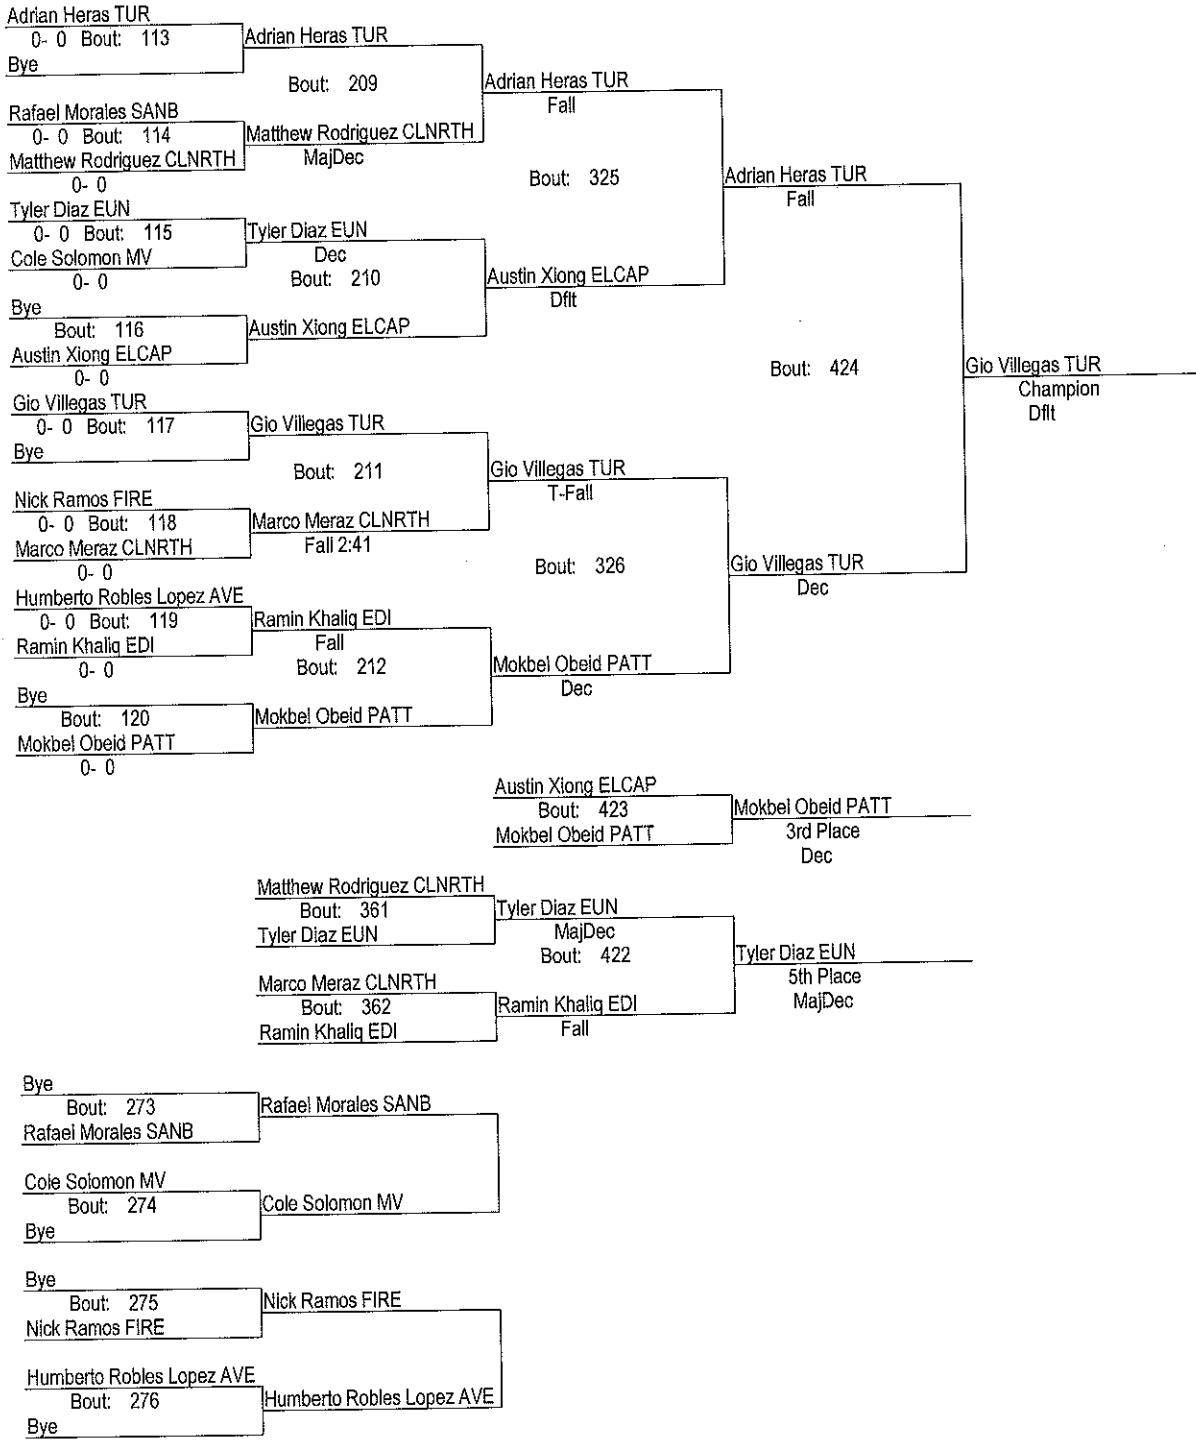 Adrian Heras TUR
0- 0 Bout: 113
Bye
Adrian Heras TUR
Bout: 209
Rafael Morales SANB
0- 0 Bout: 114
Matthew Rodriguez CLNRTH
0- 0
Matthew Rodriguez CLNRTH
MajDec
Adrian Heras TUR
Fall
Bout: 325
Tyler Diaz EUN
0- 0 Bout: 115
Cole Solomon MV
0- 0
Tyler Diaz EUN
Dec
Bout: 210
Bye
Bout: 116
Austin Xiong ELCAP
0- 0
Austin Xiong ELCAP
Austin Xiong ELCAP
Dflt
Adrian Heras TUR
Fall
Bout: 424
Gio Villegas TUR
Champion
Dflt
Gio Villegas TUR
0- 0 Bout: 117
Bye
Gio Villegas TUR
Bout: 211
Nick Ramos FIRE
0- 0 Bout: 118
Marco Meraz CLNRTH
0- 0
Marco Meraz CLNRTH
Fall 2:41
Gio Villegas TUR
T-Fall
Bout: 326
Humberto Robles Lopez AVE
0- 0 Bout: 119
Ramin Khaliq EDI
0- 0
Ramin Khaliq EDI
Fall
Bout: 212
Bye
Bout: 120
Mokbel Obeid PATT
0- 0
Mokbel Obeid PATT
Mokbel Obeid PATT
Dec
Gio Villegas TUR
Dec
Austin Xiong ELCAP
Bout: 423
Mokbel Obeid PATT
Mokbel Obeid PATT
3rd Place
Dec
Matthew Rodriguez CLNRTH
Bout: 361
Tyler Diaz EUN
Tyler Diaz EUN
MajDec
Bout: 422
Marco Meraz CLNRTH
Bout: 362
Ramin Khaliq EDI
Ramin Khaliq EDI
Fall
Tyler Diaz EUN
5th Place
MajDec
Bye
Bout: 273
Rafael Morales SANB
Rafael Morales SANB
Cole Solomon MV
Bout: 274
Bye
Cole Solomon MV
Bye
Bout: 275
Nick Ramos FIRE
Nick Ramos FIRE
Humberto Robles Lopez AVE
Bout: 276
Bye
Humberto Robles Lopez AVE